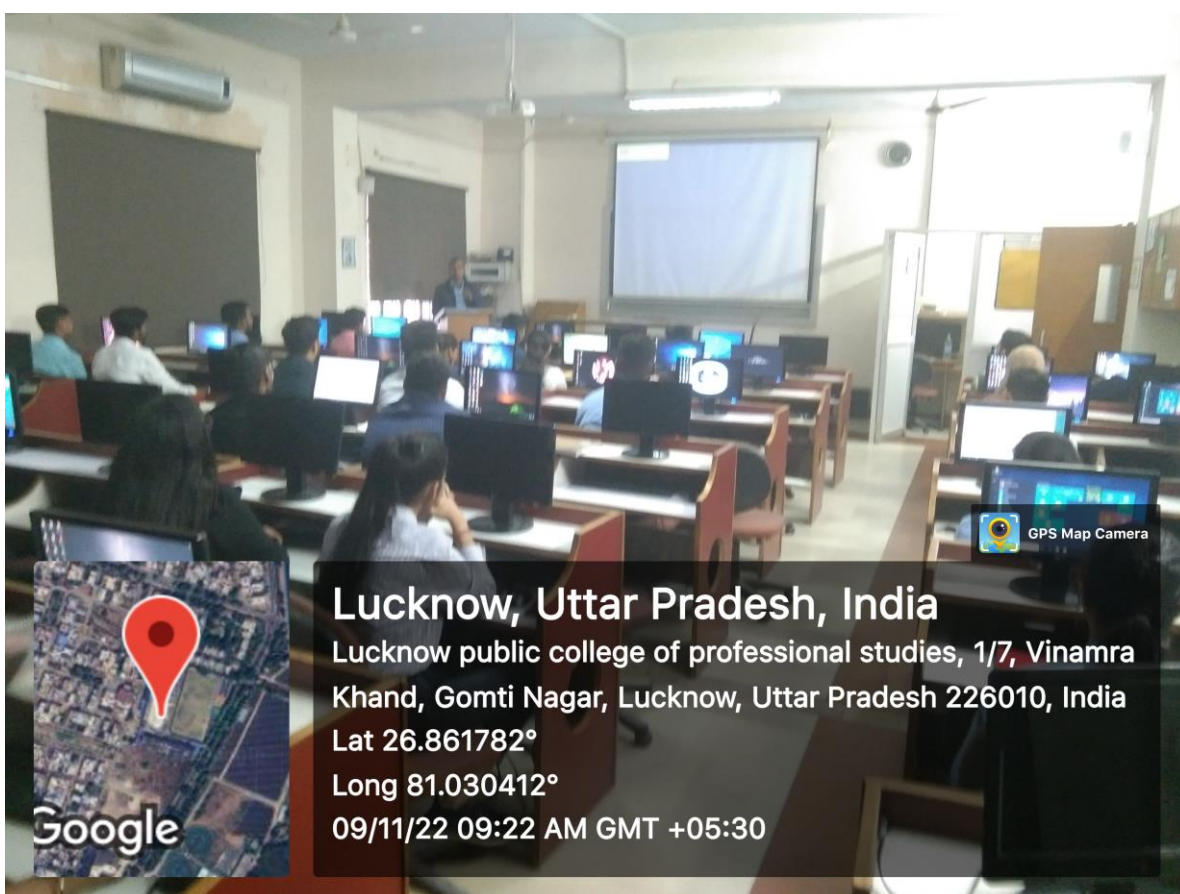 GPS Map Camera
Lucknow, Uttar Pradesh, India
Lucknow public college of professional studies, 1/7, Vinamra
Khand, Gomti Nagar, Lucknow, Uttar Pradesh 226010, India
Lat 26.861782°
Long 81.030412°
09/11/22 09:22 AM GMT +05:30
Google